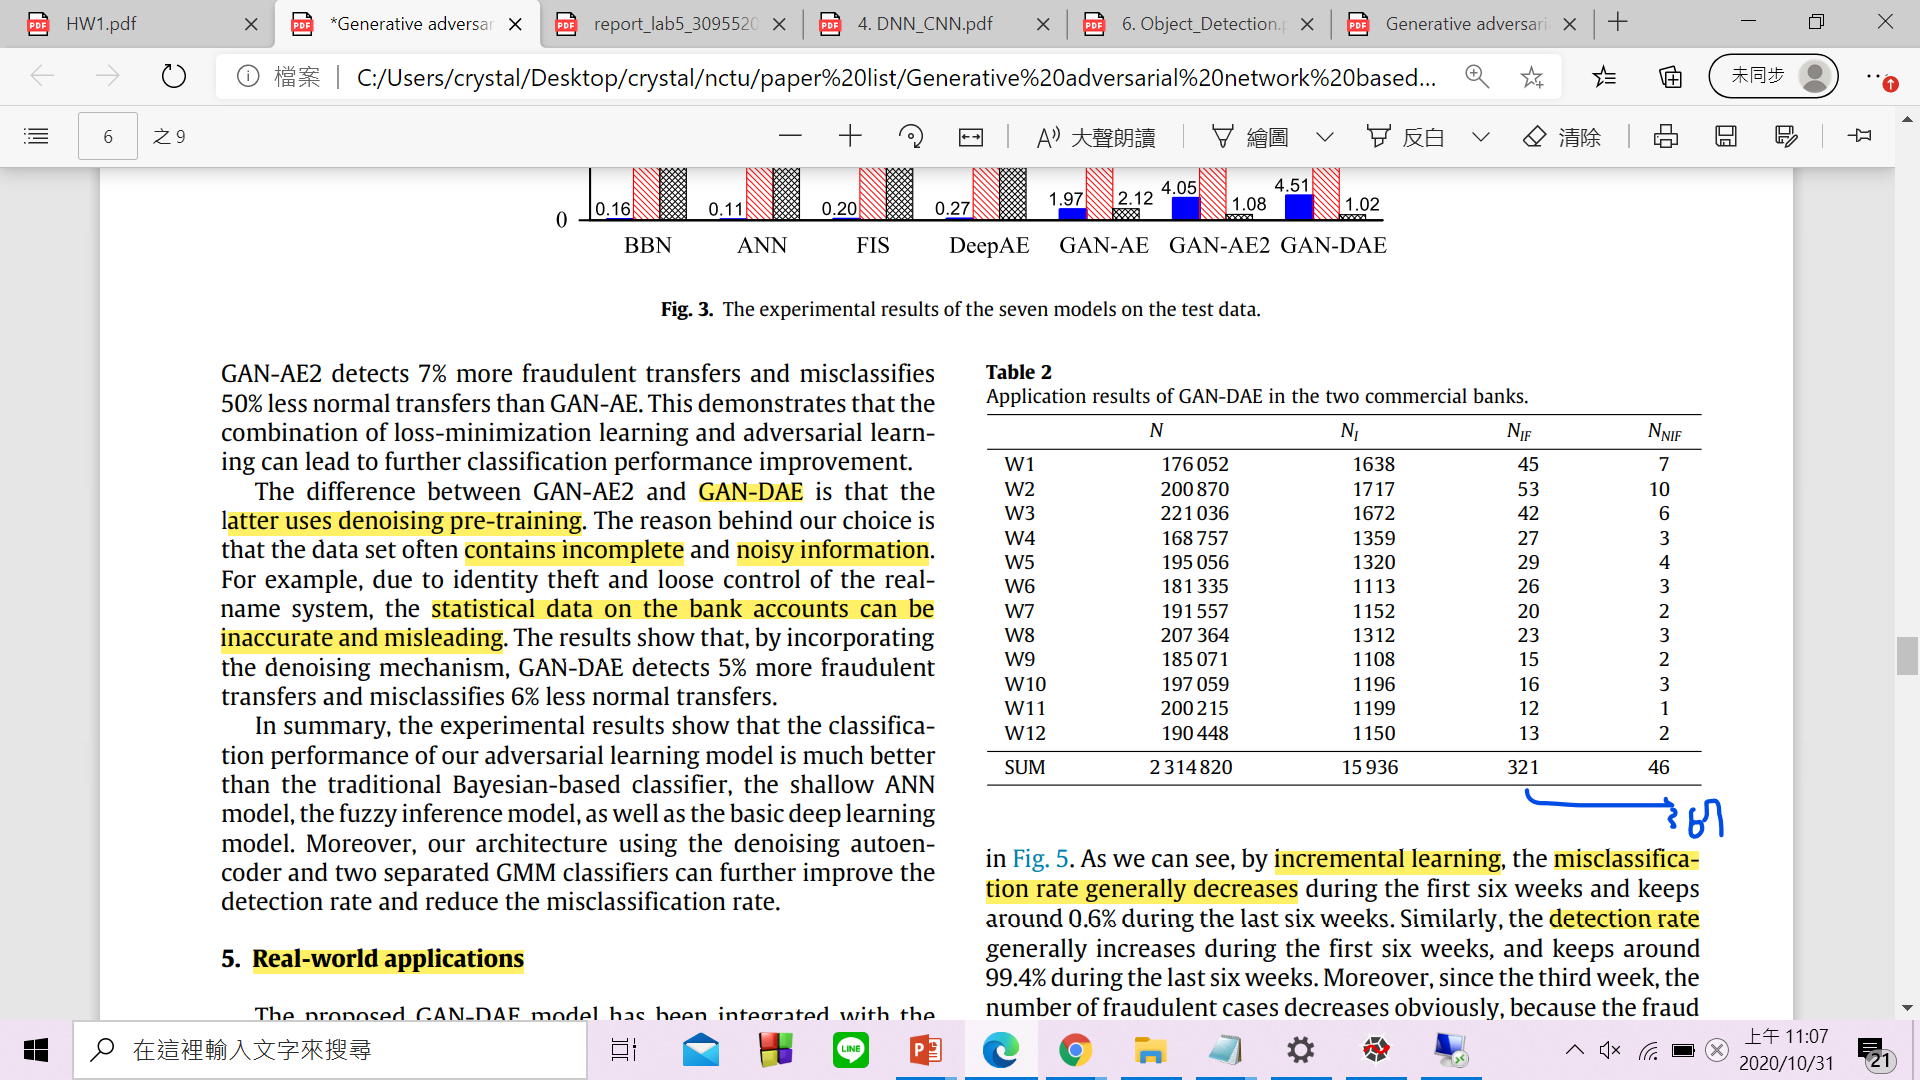 HW1.pdf
*Generative adversar
report_lab5_3095520
4. DNN_CNN.pdf
6. Object_Detection.p
Generative adversari
檔案 C:/Users/crystal/Desktop/crystal/nctu/paper%20list/Generative%20adversarial%20network%20based...
未同步
6 之 9
大聲朗讀 繪圖 反白 清除
0 0.16 0.11 0.20 0.27 1.97 2.12 4.05 1.08 4.51 1.02
BBN ANN FIS DeepAE GAN-AE GAN-AE2 GAN-DAE
Fig. 3. The experimental results of the seven models on the test data.
GAN-AE2 detects 7% more fraudulent transfers and misclassifies
50% less normal transfers than GAN-AE. This demonstrates that the
combination of loss-minimization learning and adversarial learn-
ing can lead to further classification performance improvement.
The difference between GAN-AE2 and GAN-DAE is that the
latter uses denoising pre-training. The reason behind our choice is
that the data set often contains incomplete and noisy information.
For example, due to identity theft and loose control of the real-
name system, the statistical data on the bank accounts can be
inaccurate and misleading. The results show that, by incorporating
the denoising mechanism, GAN-DAE detects 5% more fraudulent
transfers and misclassifies 6% less normal transfers.
In summary, the experimental results show that the classifica-
tion performance of our adversarial learning model is much better
than the traditional Bayesian-based classifier, the shallow ANN
model, the fuzzy inference model, as well as the basic deep learning
model. Moreover, our architecture using the denoising autoen-
coder and two separated GMM classifiers can further improve the
detection rate and reduce the misclassification rate.
5. Real-world applications
The proposed GAN-DAE model has been integrated with the
Table 2
Application results of GAN-DAE in the two commercial banks.
N N_I N_IF N_NIF
W1 176 052 1638 45 7
W2 200 870 1717 53 10
W3 221 036 1672 42 6
W4 168 757 1359 27 3
W5 195 056 1320 29 4
W6 181 335 1113 26 3
W7 191 557 1152 20 2
W8 207 364 1312 23 3
W9 185 071 1108 15 2
W10 197 059 1196 16 3
W11 200 215 1199 12 1
W12 190 448 1150 13 2
SUM 2 314 820 15 936 321 46
in Fig. 5. As we can see, by incremental learning, the misclassifica-
tion rate generally decreases during the first six weeks and keeps
around 0.6% during the last six weeks. Similarly, the detection rate
generally increases during the first six weeks, and keeps around
99.4% during the last six weeks. Moreover, since the third week, the
number of fraudulent cases decreases obviously, because the fraud
在這裡輸入文字來搜尋
LINE
上午 11:07
2020/10/31
21